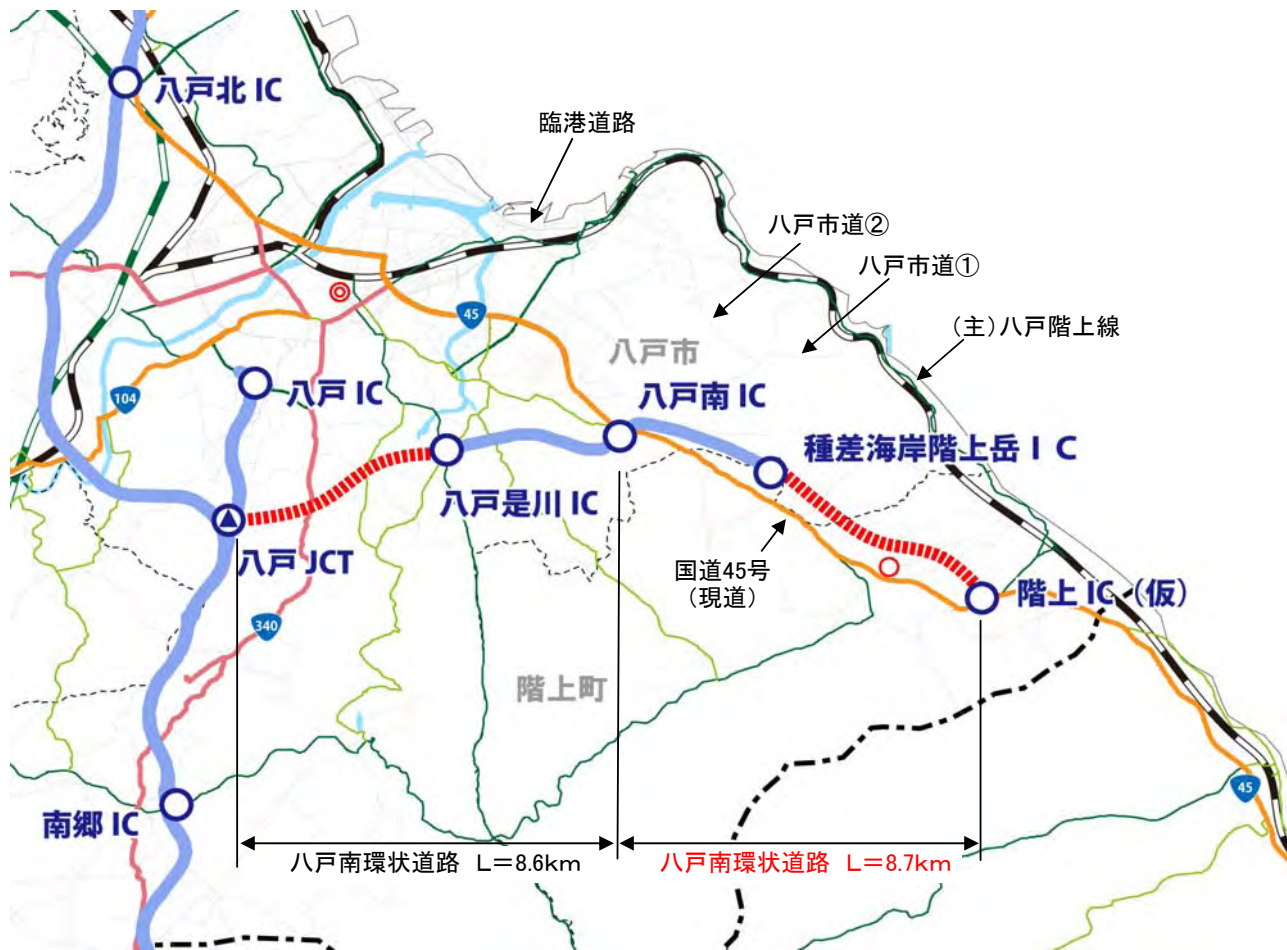 八戸北 IC
臨港道路
八戸市道②
八戸市道①
(主)八戸階上線
45
八戸市
104
八戸 IC
八戸南 IC
種差海岸階上岳ＩＣ
八戸是川 IC
八戸 JCT
国道45号
(現道)
階上 IC（仮）
340
階上町
45
南郷 IC
八戸南環状道路 L=8.6km
八戸南環状道路 L=8.7km